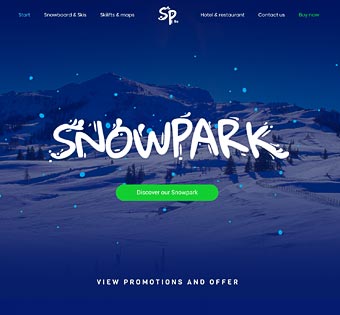 Start Snowboard & Skis Skilifts & maps Sp Hotel & restaurant Contact us Buy now
SNOWPARK
Discover our Snowpark
VIEW PROMOTIONS AND OFFER